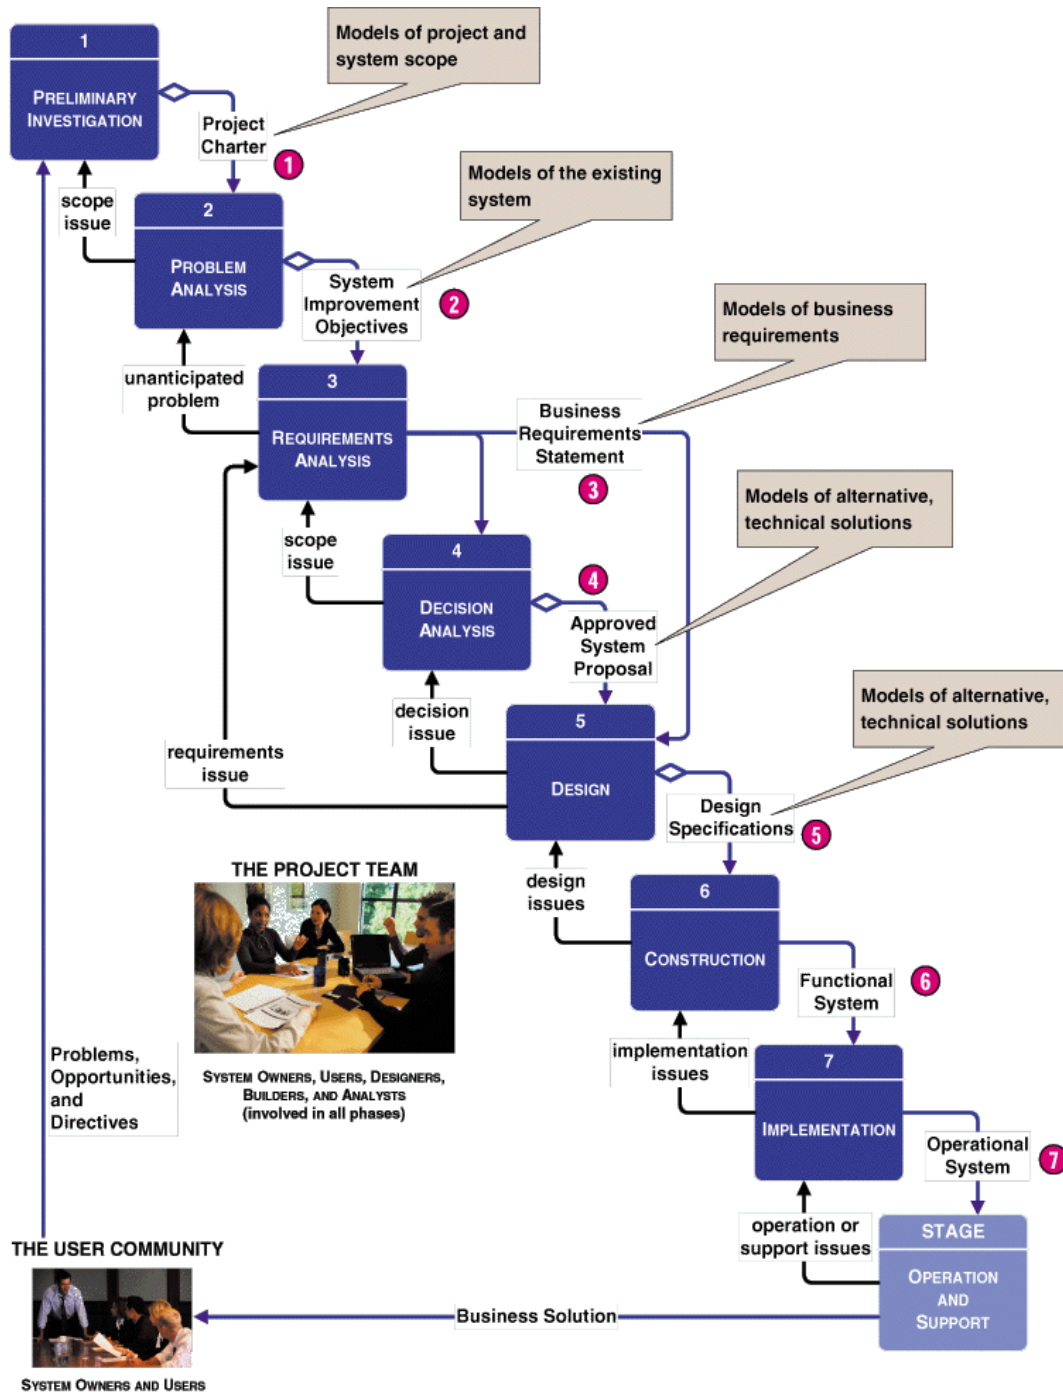 1
PRELIMINARY
INVESTIGATION
Models of project and
system scope
Project
Charter
1
scope
issue
2
PROBLEM
ANALYSIS
Models of the existing
system
System
Improvement
Objectives
2
unanticipated
problem
3
REQUIREMENTS
ANALYSIS
Models of business
requirements
Business
Requirements
Statement
3
scope
issue
4
DECISION
ANALYSIS
Models of alternative,
technical solutions
4
Approved
System
Proposal
decision
issue
requirements
issue
5
DESIGN
Models of alternative,
technical solutions
Design
Specifications
5
design
issues
6
CONSTRUCTION
Functional
System
6
implementation
issues
7
IMPLEMENTATION
Operational
System
7
operation or
support issues
STAGE
OPERATION
AND
SUPPORT
THE PROJECT TEAM
SYSTEM OWNERS, USERS, DESIGNERS,
BUILDERS, AND ANALYSTS
(involved in all phases)
Problems,
Opportunities,
and
Directives
THE USER COMMUNITY
Business Solution
SYSTEM OWNERS AND USERS